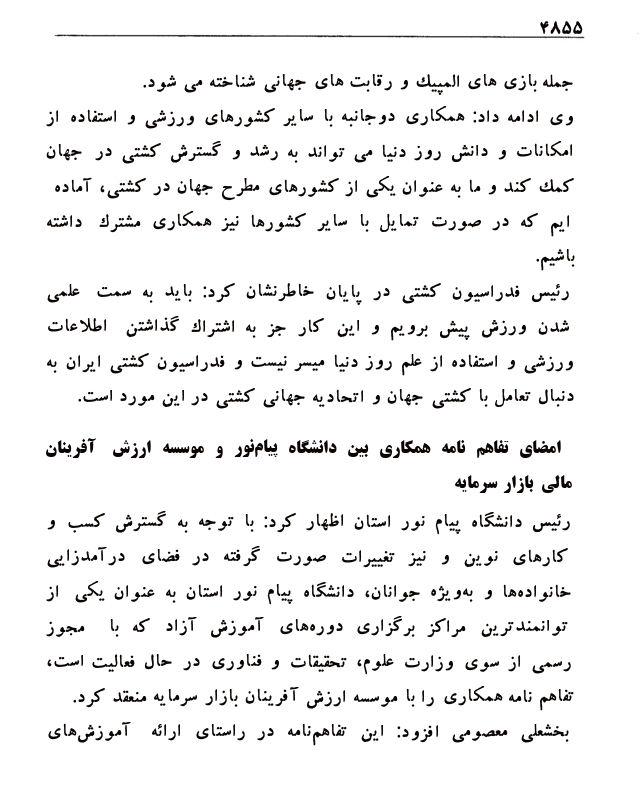 ۴۸۵۵
جمله بازی های المپیك و رقابت های جهانی شناخته می شود.
وی ادامه داد: همکاری دوجانبه با سایر کشورهای ورزشی و استفاده از
امکانات و دانش روز دنیا می تواند به رشد و گسترش کشتی در جهان
کمك کند و ما به عنوان یکی از کشورهای مطرح جهان در کشتی، آماده
ایم که در صورت تمایل با سایر کشورها نیز همکاری مشترك داشته
باشیم.
رئیس فدراسیون کشتی در پایان خاطرنشان کرد: باید به سمت علمی
شدن ورزش پیش برویم و این کار جز به اشتراك گذاشتن اطلاعات
ورزشی و استفاده از علم روز دنیا میسر نیست و فدراسیون کشتی ایران به
دنبال تعامل با کشتی جهان و اتحادیه جهانی کشتی در این مورد است.
امضای تفاهم نامه همکاری بین دانشگاه پیام‌نور و موسسه ارزش آفرینان
مالی بازار سرمایه
رئیس دانشگاه پیام نور استان اظهار کرد: با توجه به گسترش کسب و
کارهای نوین و نیز تغییرات صورت گرفته در فضای درآمدزایی
خانواده‌ها و به‌ویژه جوانان، دانشگاه پیام نور استان به عنوان یکی از
توانمندترین مراکز برگزاری دوره‌های آموزش آزاد که با مجوز
رسمی از سوی وزارت علوم، تحقیقات و فناوری در حال فعالیت است،
تفاهم نامه همکاری را با موسسه ارزش آفرینان بازار سرمایه منعقد کرد.
بخشعلی معصومی افزود: این تفاهم‌نامه در راستای ارائه آموزش‌های